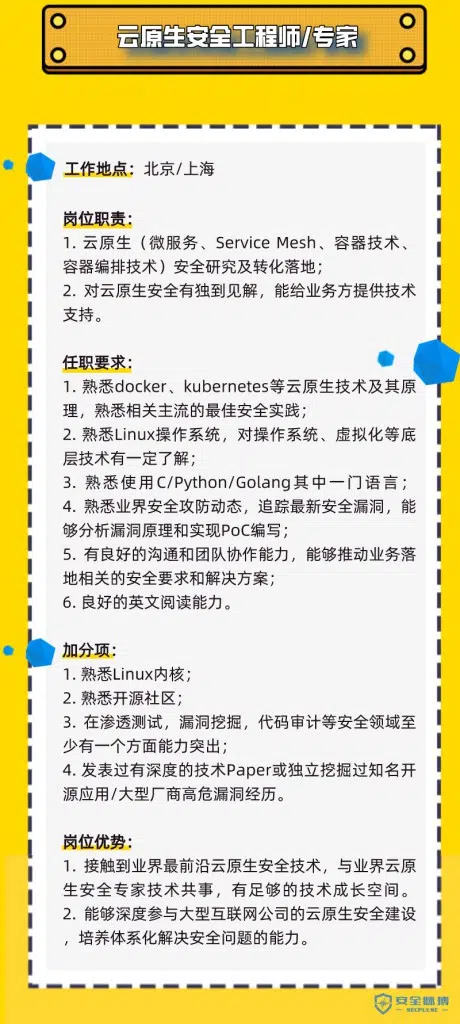 云原生安全工程师/专家
工作地点：北京/上海
岗位职责：
1. 云原生（微服务、Service Mesh、容器技术、
容器编排技术）安全研究及转化落地；
2. 对云原生安全有独到见解，能给业务方提供技术
支持。
任职要求：
1. 熟悉docker、kubernetes等云原生技术及其原
理，熟悉相关主流的最佳安全实践；
2. 熟悉Linux操作系统，对操作系统、虚拟化等底
层技术有一定了解；
3. 熟悉使用C/Python/Golang其中一门语言；
4. 熟悉业界安全攻防动态，追踪最新安全漏洞，能
够分析漏洞原理和实现PoC编写；
5. 有良好的沟通和团队协作能力，能够推动业务落
地相关的安全要求和解决方案；
6. 良好的英文阅读能力。
加分项：
1. 熟悉Linux内核；
2. 熟悉开源社区；
3. 在渗透测试，漏洞挖掘，代码审计等安全领域至
少有一个方面能力突出；
4. 发表过有深度的技术Paper或独立挖掘过知名开
源应用/大型厂商高危漏洞经历。
岗位优势：
1. 接触到业界最前沿云原生安全技术，与业界云原
生安全专家技术共事，有足够的技术成长空间。
2. 能够深度参与大型互联网公司的云原生安全建设
，培养体系化解决安全问题的能力。
安全脉搏
SECPULSE